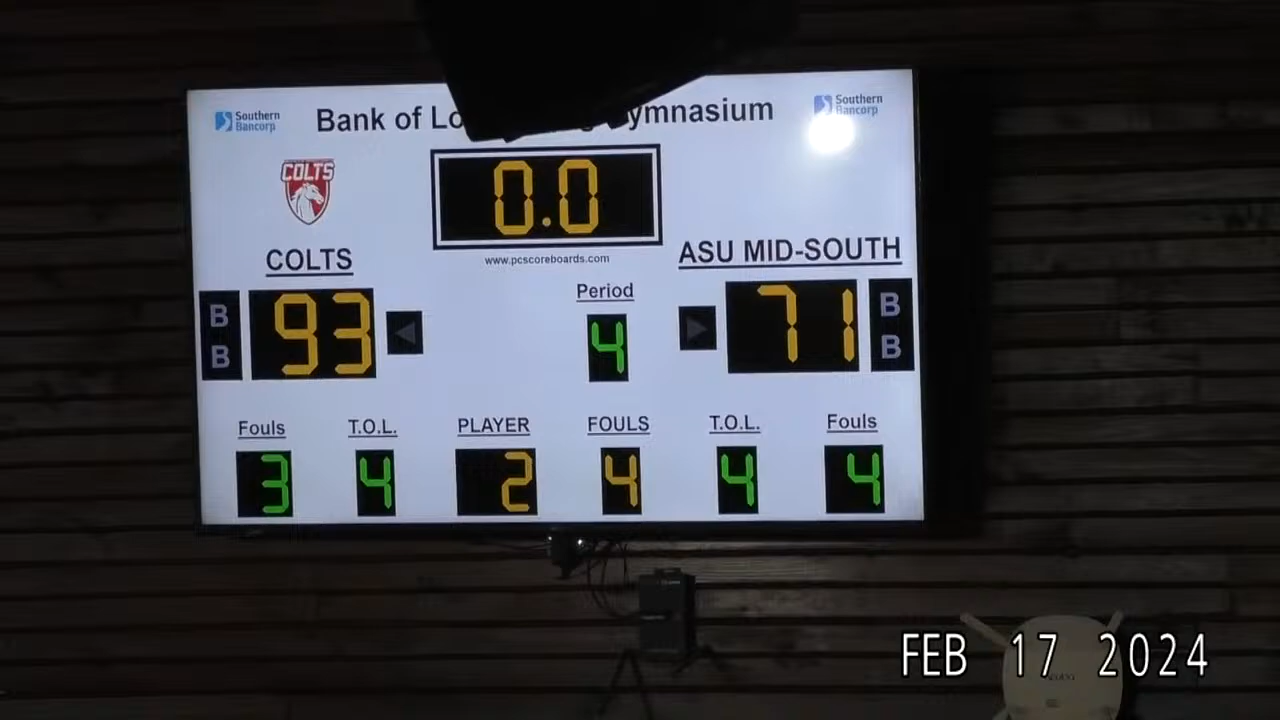 Southern Bancorp
Bank of Lo ymnasium
Southern Bancorp
COLTS
0.0
www.pcscoreboards.com
COLTS
ASU MID-SOUTH
B
B
93
Period
4
71
B
B
Fouls
T.O.L.
PLAYER
FOULS
T.O.L.
Fouls
3
4
2
4
4
4
FEB 17 2024